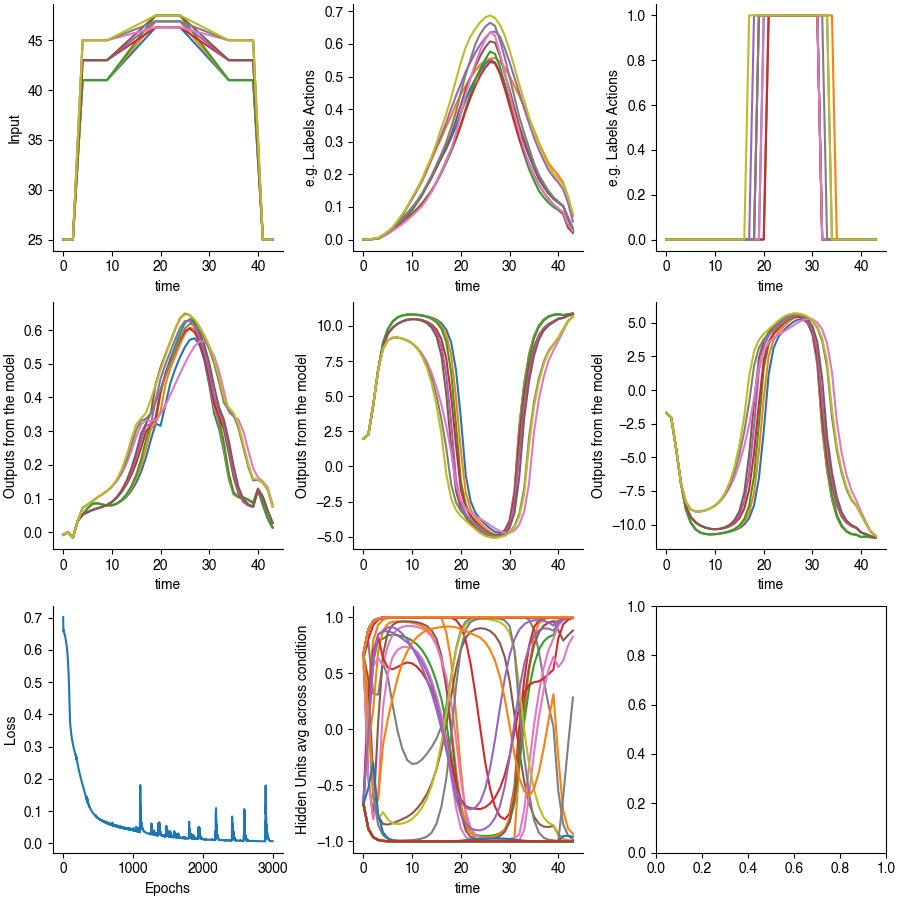 45
40
35
30
25
Input
0 10 20 30 40
time
0.7
0.6
0.5
0.4
0.3
0.2
0.1
0.0
e.g. Labels Actions
0 10 20 30 40
time
1.0
0.8
0.6
0.4
0.2
0.0
e.g. Labels Actions
0 10 20 30 40
time
0.6
0.5
0.4
0.3
0.2
0.1
0.0
Outputs from the model
0 10 20 30 40
time
10.0
7.5
5.0
2.5
0.0
−2.5
−5.0
Outputs from the model
0 10 20 30 40
time
5.0
2.5
0.0
−2.5
−5.0
−7.5
−10.0
Outputs from the model
0 10 20 30 40
time
0.7
0.6
0.5
0.4
0.3
0.2
0.1
0.0
Loss
0 1000 2000 3000
Epochs
1.0
0.5
0.0
−0.5
−1.0
Hidden Units avg across condition
0 10 20 30 40
time
1.0
0.8
0.6
0.4
0.2
0.0
0.0 0.2 0.4 0.6 0.8 1.0